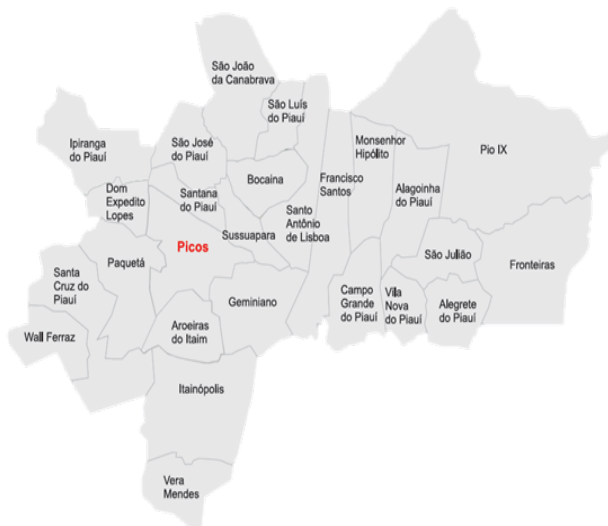 São João
da Canabrava
São Luís
do Piauí
Ipiranga
do Piauí
São José
do Piauí
Monsenhor
Hipólito
Pio IX
Bocaina
Francisco
Santos
Dom
Expedito
Lopes
Santana
do Piauí
Alagoinha
do Piauí
Santo
Antônio
de Lisboa
Sussuapara
Picos
Paquetá
São Julião
Fronteiras
Santa
Cruz do
Piauí
Geminiano
Campo
Grande
do Piauí
Vila
Nova
do Piauí
Alegrete
do Piauí
Wall Ferraz
Aroeiras
do Itaim
Itainópolis
Vera
Mendes